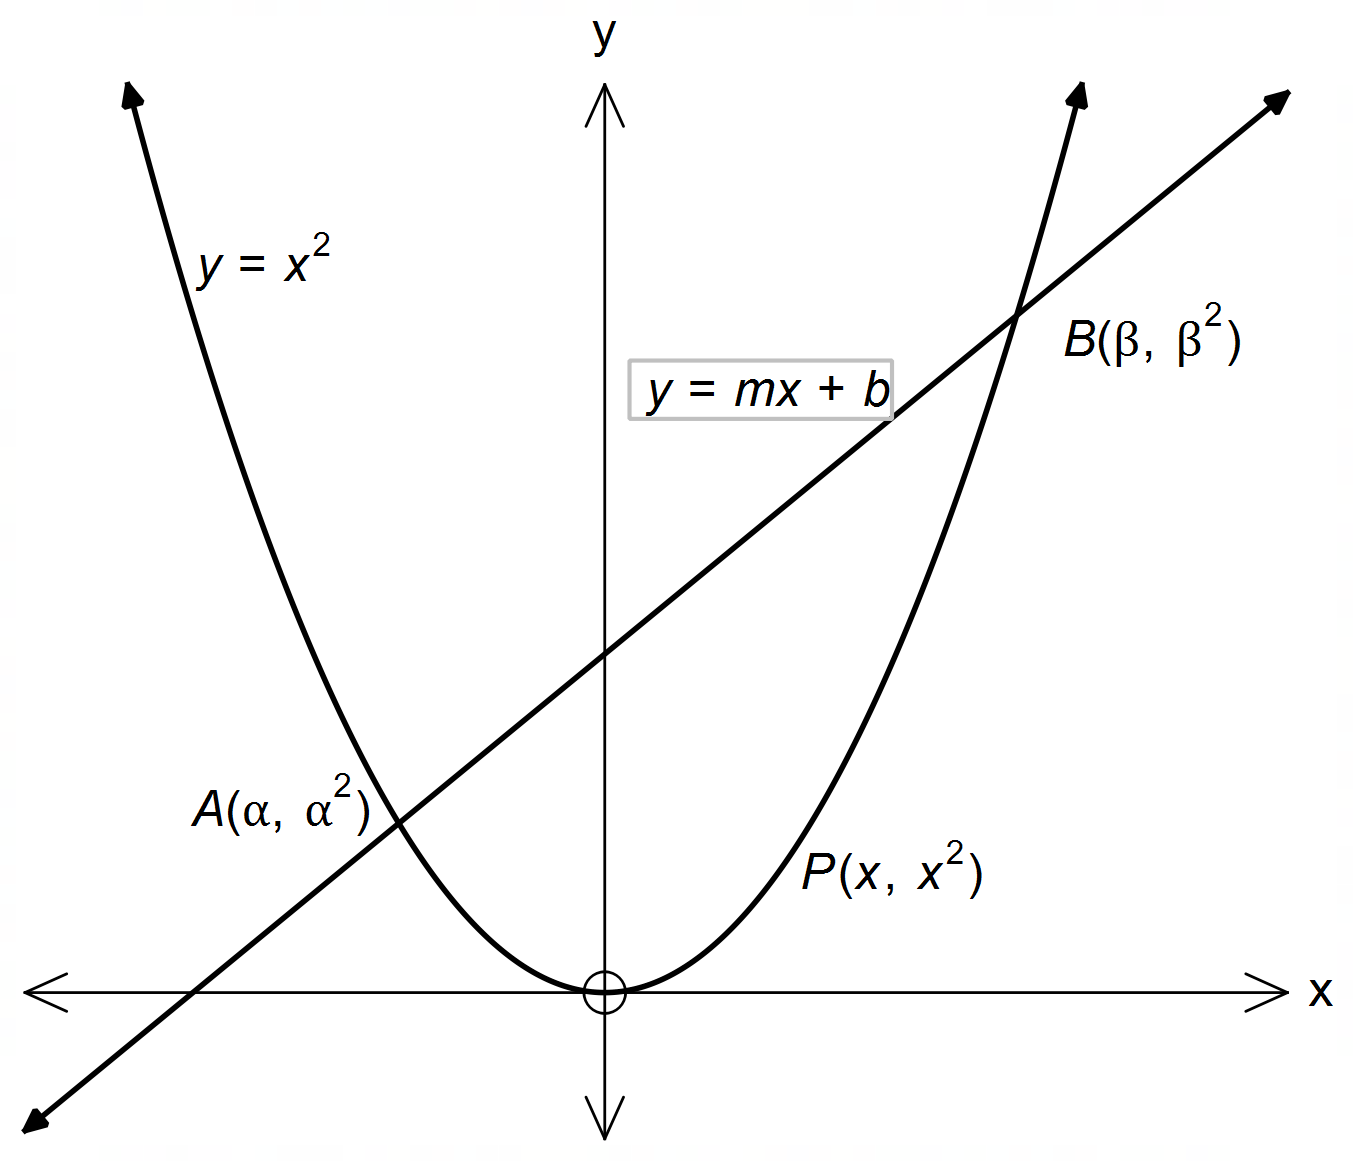 y
y = x²
B(β, β²)
y = mx + b
A(α, α²)
P(x, x²)
x